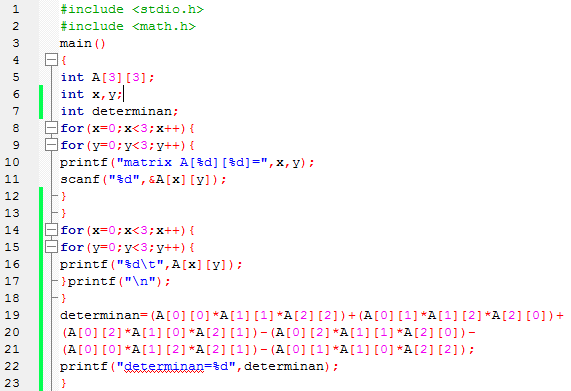 1 #include <stdio.h>
2 #include <math.h>
3 main()
4 {
5 int A[3][3];
6 int x,y;
7 int determinan;
8 for(x=0;x<3;x++){
9 for(y=0;y<3;y++){
10 printf("matrix A[%d][%d]=",x,y);
11 scanf("%d",&A[x][y]);
12 }
13 }
14 for(x=0;x<3;x++){
15 for(y=0;y<3;y++){
16 printf("%d\t",A[x][y]);
17 }printf("\n");
18 }
19 determinan=(A[0][0]*A[1][1]*A[2][2])+(A[0][1]*A[1][2]*A[2][0])+
20 (A[0][2]*A[1][0]*A[2][1])-(A[0][2]*A[1][1]*A[2][0])-
21 (A[0][0]*A[1][2]*A[2][1])-(A[0][1]*A[1][0]*A[2][2]);
22 printf("determinan=%d",determinan);
23 }